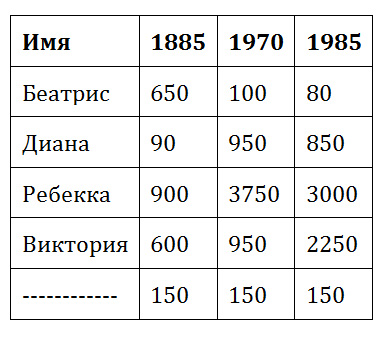 Имя 1885 1970 1985
Беатрис 650 100 80
Диана 90 950 850
Ребекка 900 3750 3000
Виктория 600 950 2250
------------ 150 150 150